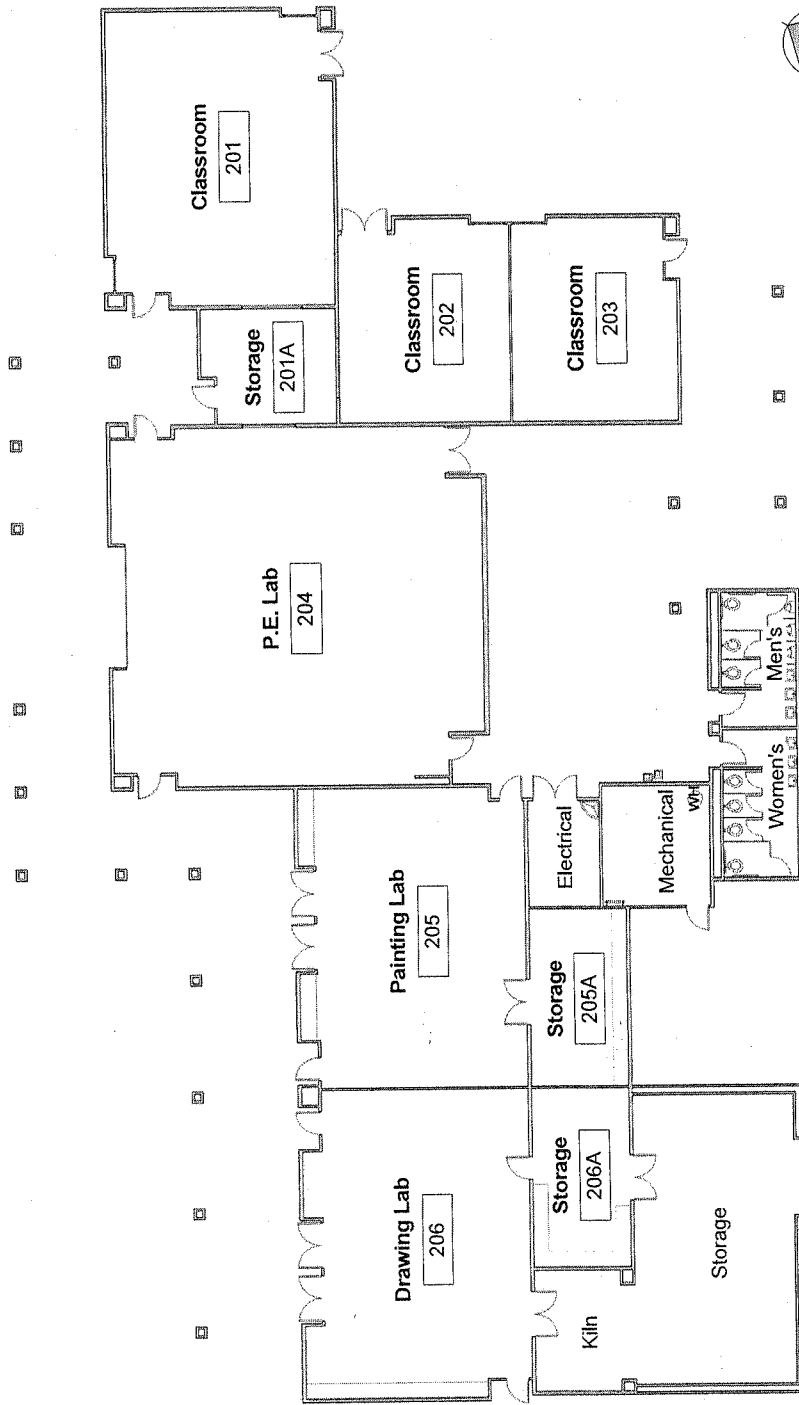 Classroom
201
Storage
201A
Classroom
202
Classroom
203
P.E. Lab
204
Painting Lab
205
Electrical
Mechanical
WH
Women's
Men's
Storage
205A
Drawing Lab
206
Storage
206A
Kiln
Storage